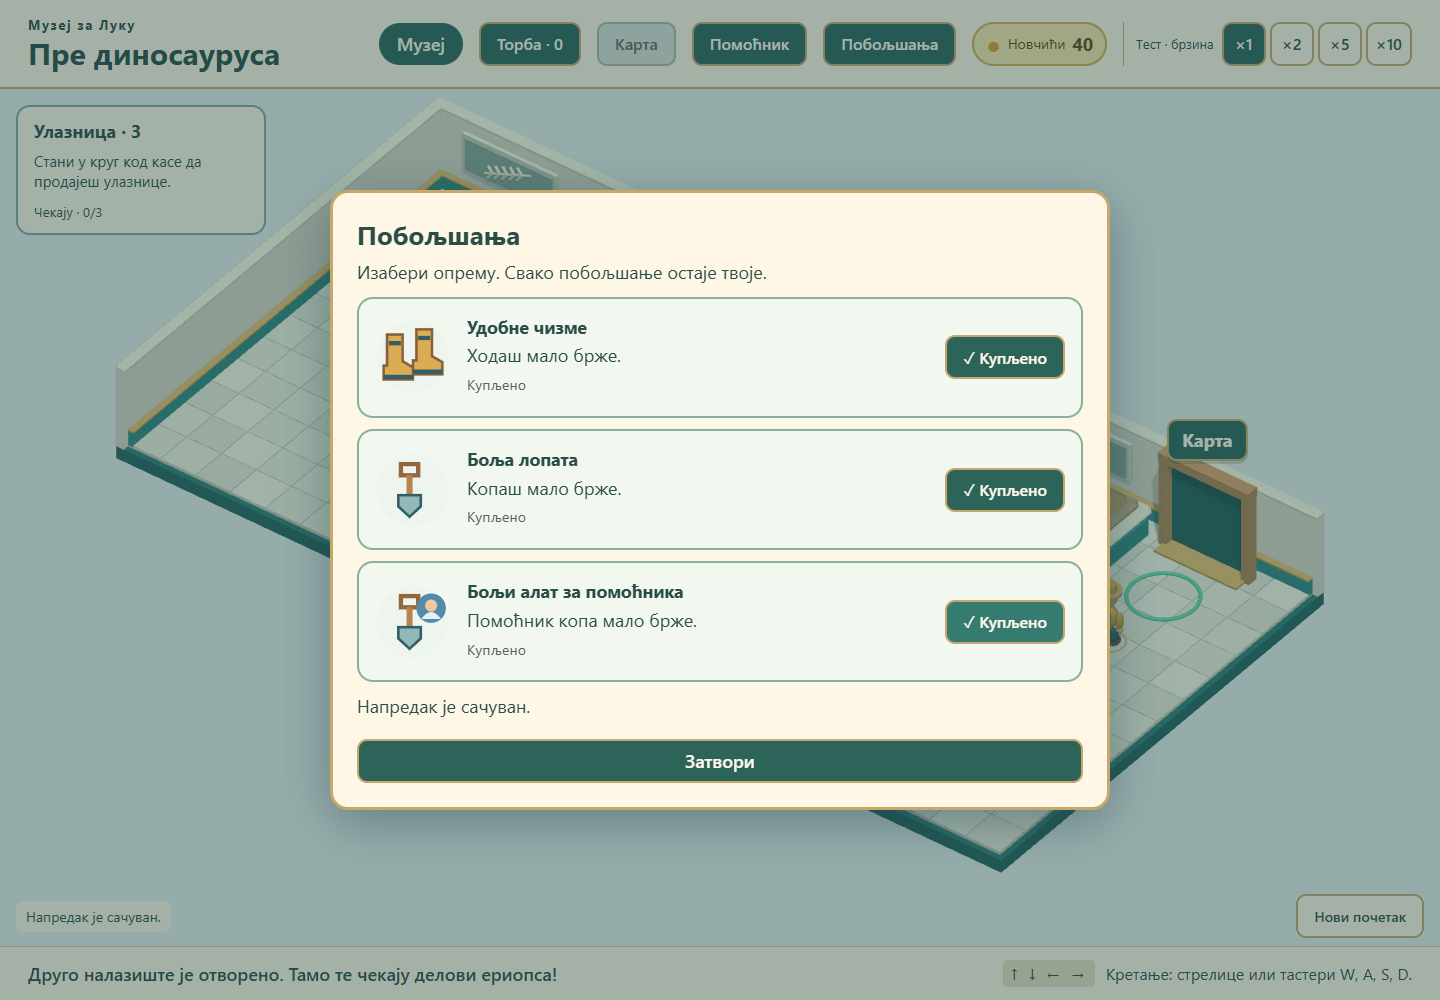 Музеј за Луку
Пре диносауруса
Музеј
Торба · 0
Карта
Помоћник
Побољшања
Новчићи 40
Тест · брзина
×1
×2
×5
×10
Улазница · 3
Стани у круг код касе да
продајеш улазнице.
Чекају · 0/3
Побољшања
Изабери опрему. Свако побољшање остаје твоје.
Удобне чизме
Ходаш мало брже.
Купљено
✓ Купљено
Боља лопата
Копаш мало брже.
Купљено
✓ Купљено
Бољи алат за помоћника
Помоћник копа мало брже.
Купљено
✓ Купљено
Напредак је сачуван.
Затвори
Карта
Напредак је сачуван.
Нови почетак
Друго налазиште је отворено. Тамо те чекају делови ериопса!
↑ ↓ ← → Кретање: стрелице или тастери W, A, S, D.